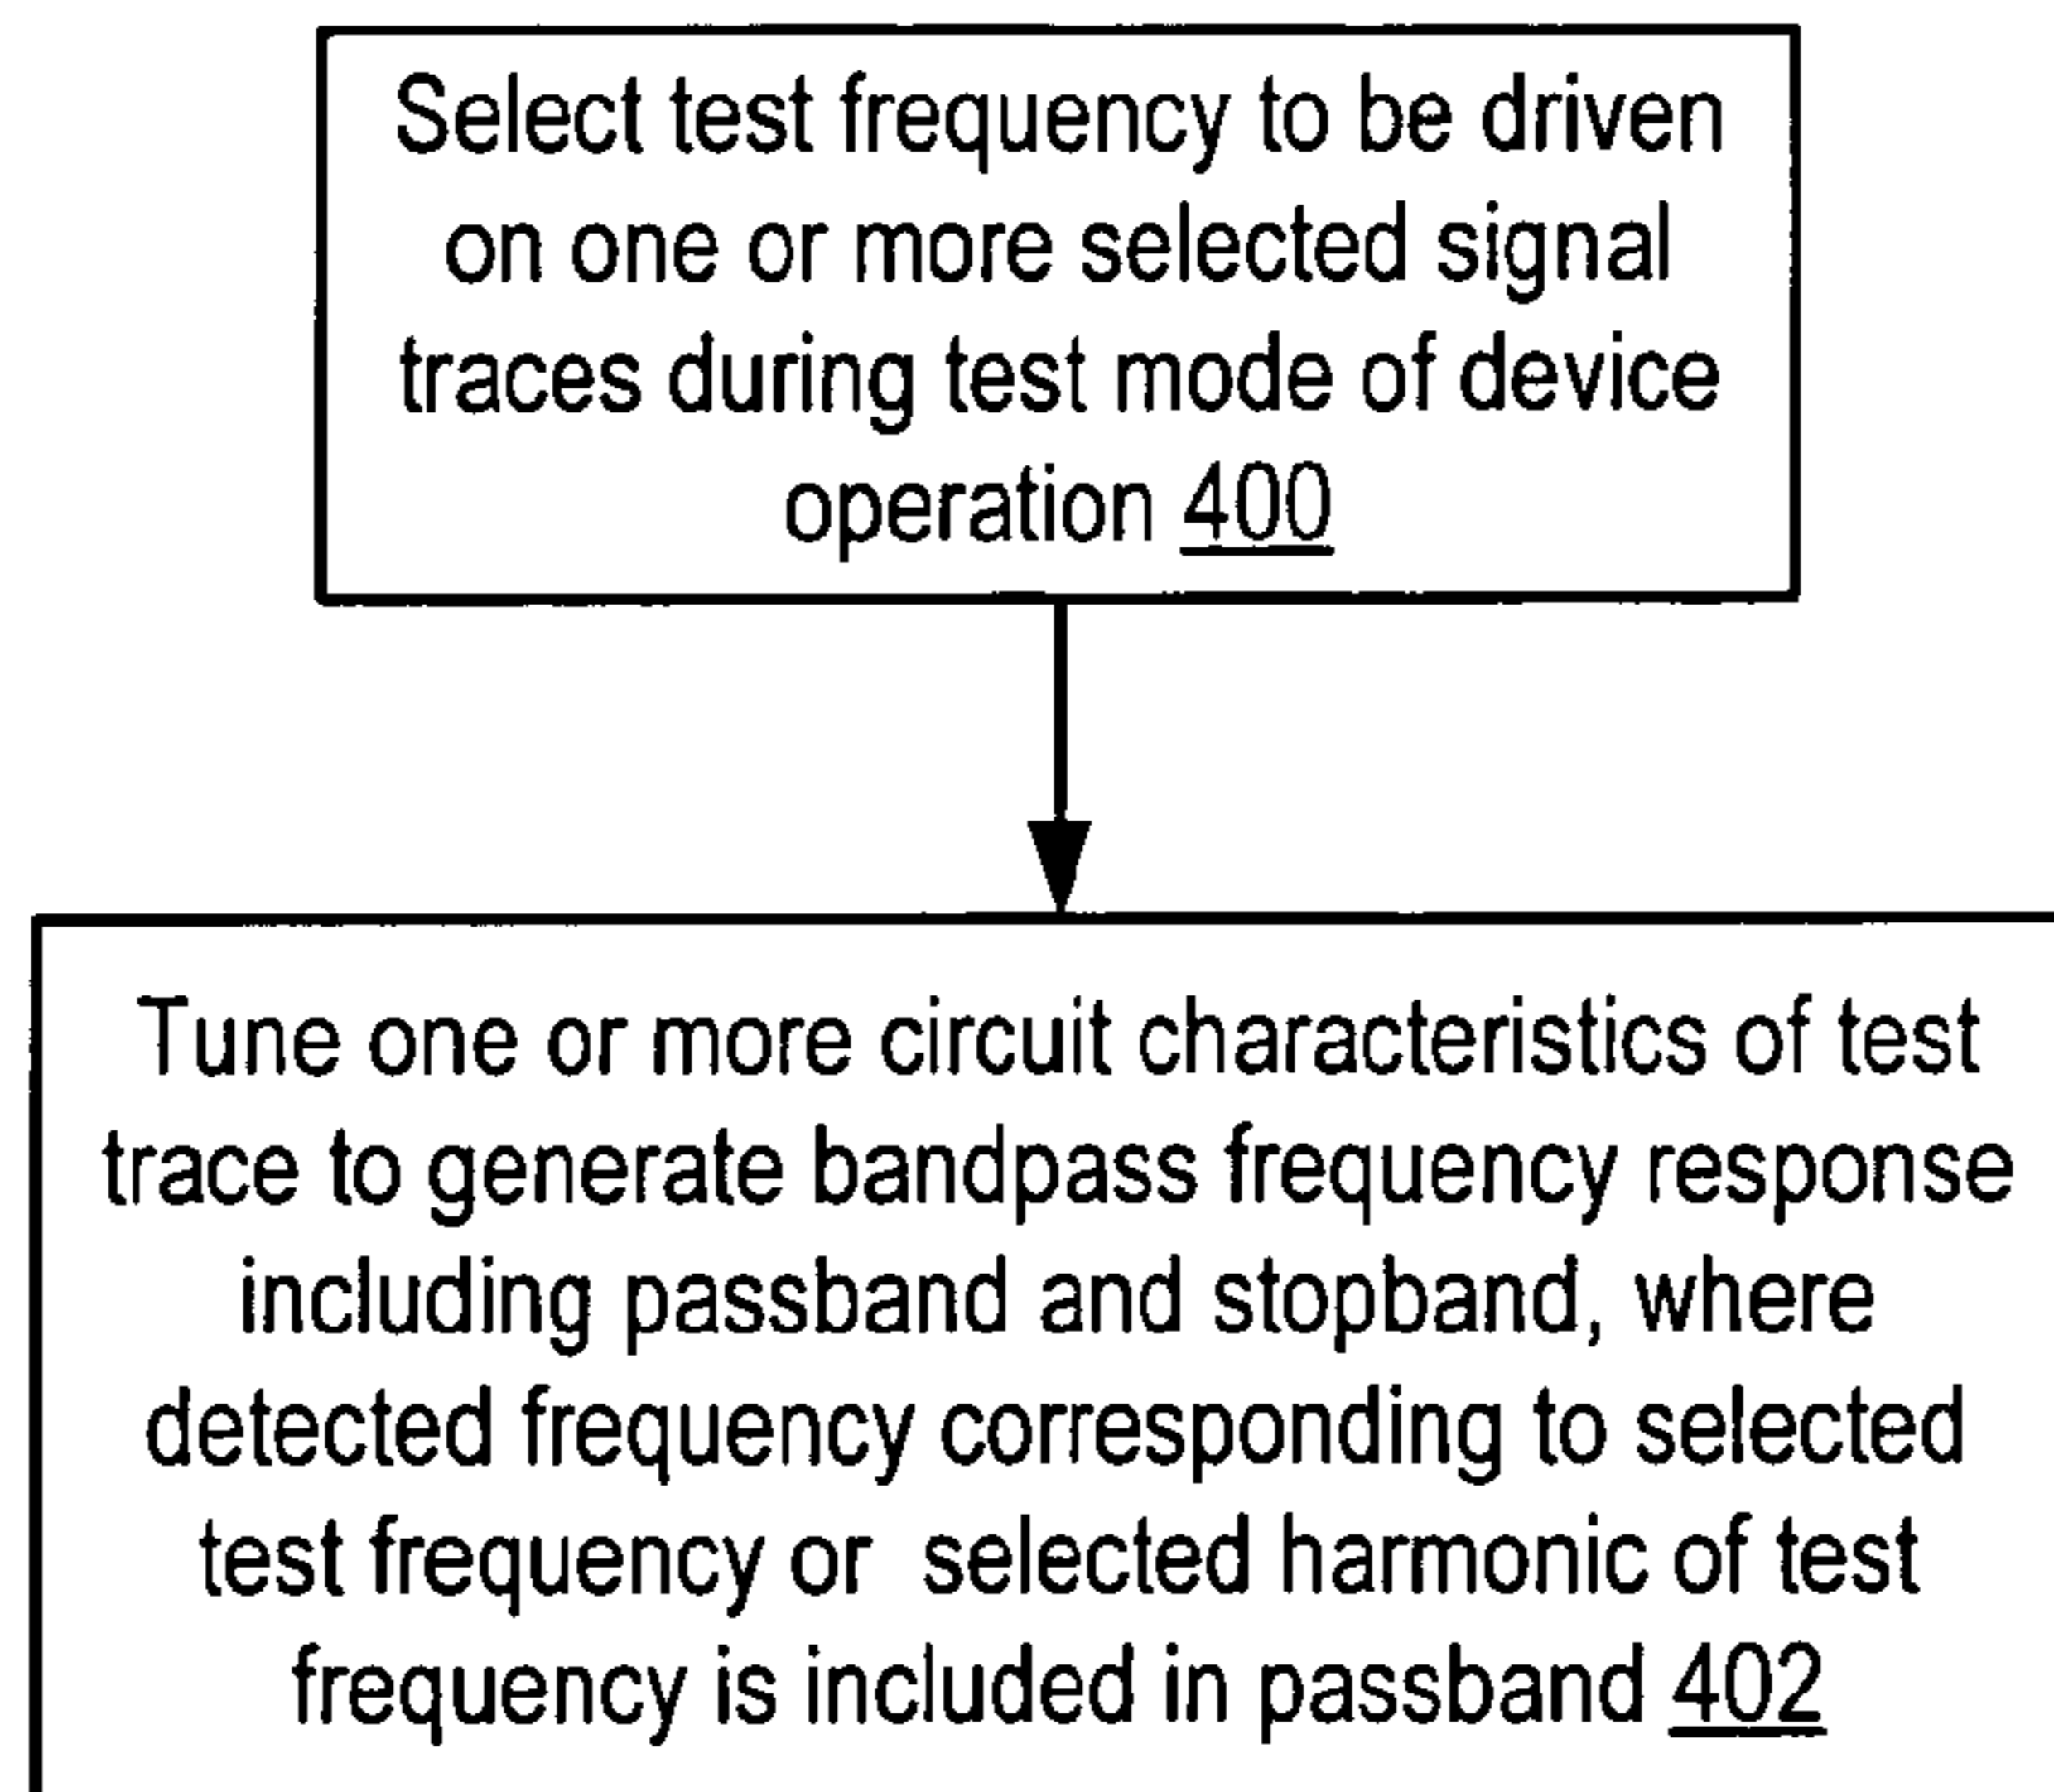 Select test frequency to be driven
on one or more selected signal
traces during test mode of device
operation 400
Tune one or more circuit characteristics of test
trace to generate bandpass frequency response
including passband and stopband, where
detected frequency corresponding to selected
test frequency or selected harmonic of test
frequency is included in passband 402